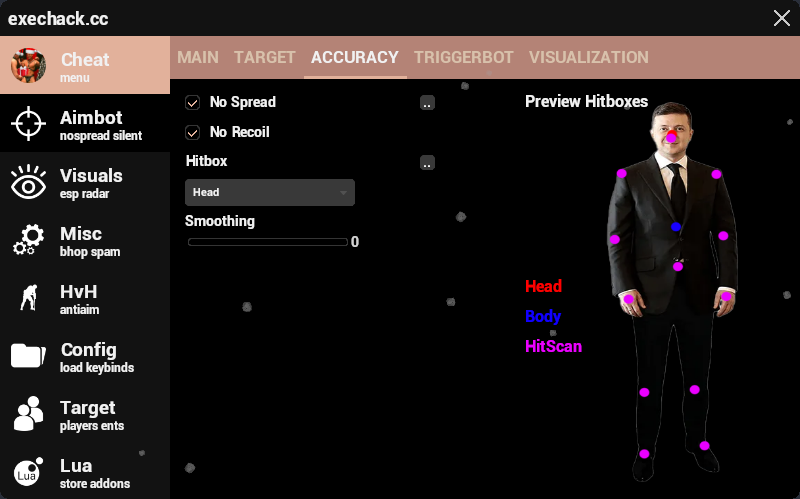 exechack.cc
Cheat
menu
Aimbot
nospread silent
Visuals
esp radar
Misc
bhop spam
HvH
antiaim
Config
load keybinds
Target
players ents
Lua
Lua
store addons
MAIN TARGET ACCURACY TRIGGERBOT VISUALIZATION
No Spread ..
No Recoil
Hitbox ..
Head
Smoothing
0
Preview Hitboxes
Head
Body
HitScan